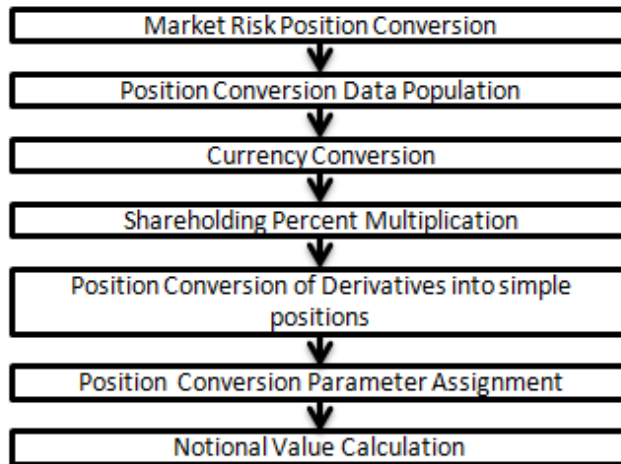 Market Risk Position Conversion
Position Conversion Data Population
Currency Conversion
Shareholding Percent Multiplication
Position Conversion of Derivatives into simple
positions
Position  Conversion Parameter Assignment
Notional Value Calculation